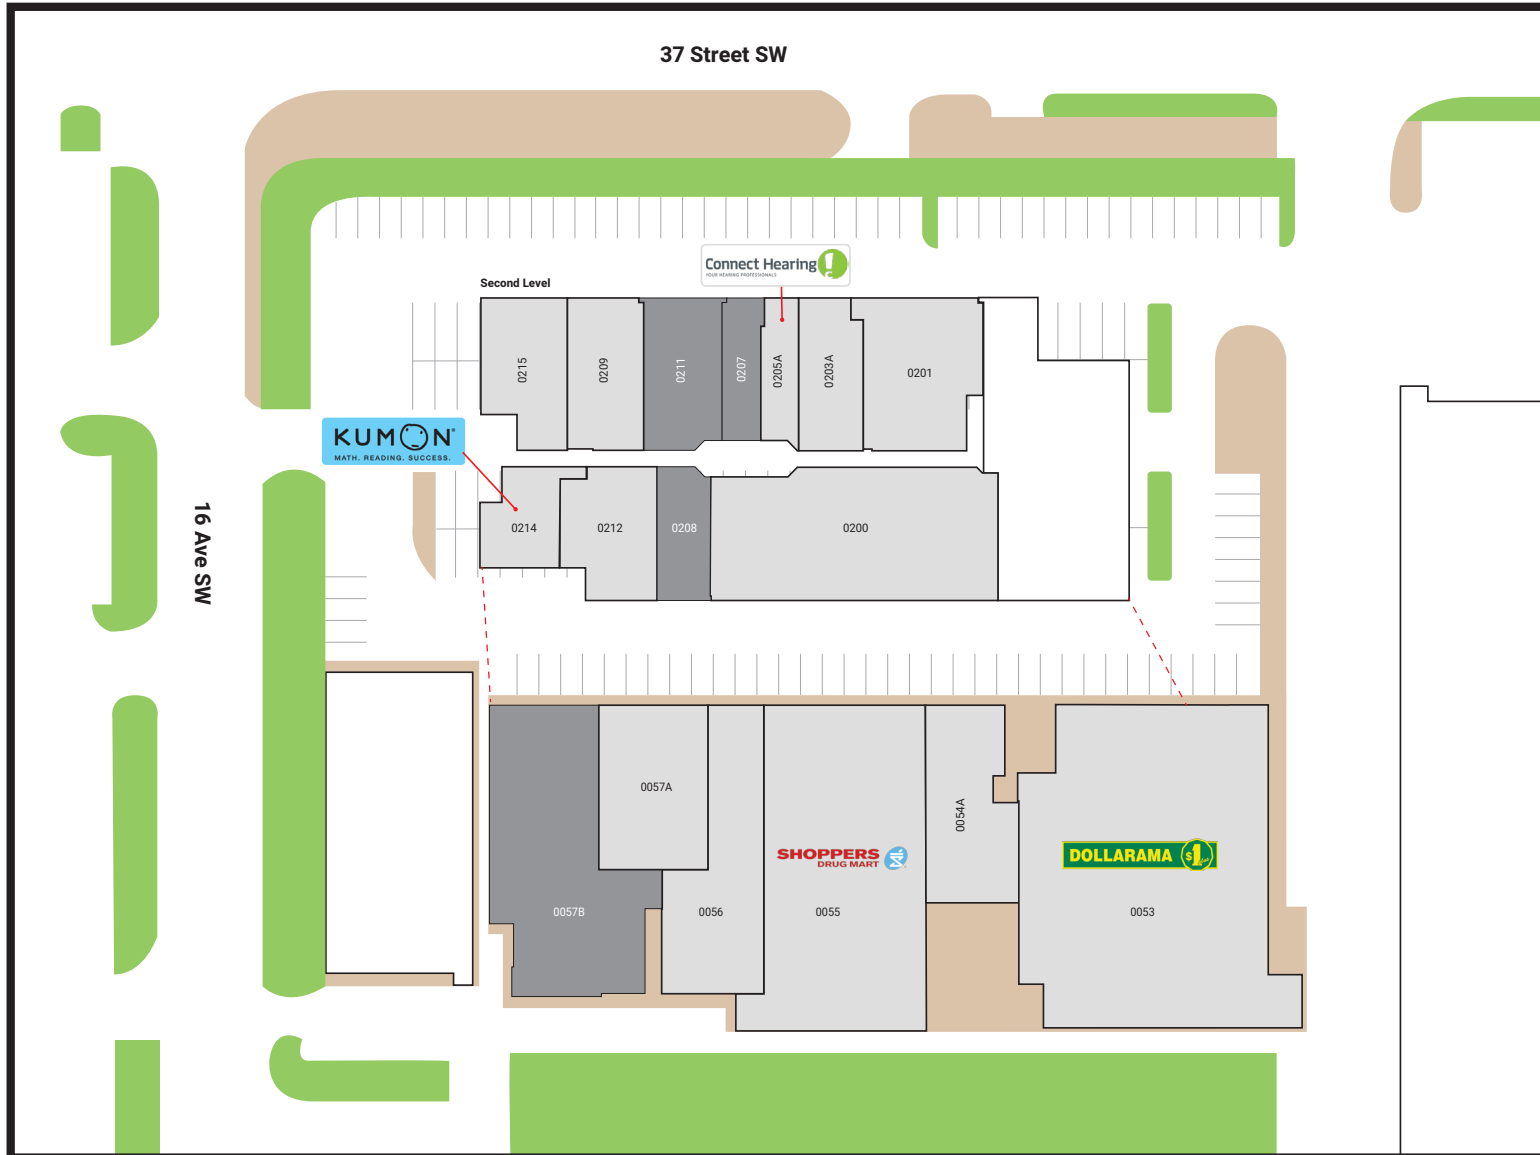 37 Street SW
Connect Hearing
YOUR HEARING PROFESSIONALS
Second Level
0215
0209
0211
0207
0205A
0203A
0201
KUMON
MATH. READING. SUCCESS.
0214
0212
0208
0200
16 Ave SW
0057A
0054A
SHOPPERS
DRUG MART
DOLLARAMA $1
0057B
0056
0055
0053